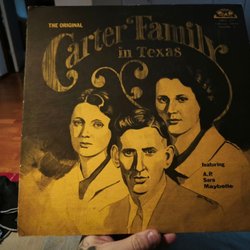 THE ORIGINAL
Carter Family
in Texas
featuring
A.P.
Sara
Maybelle